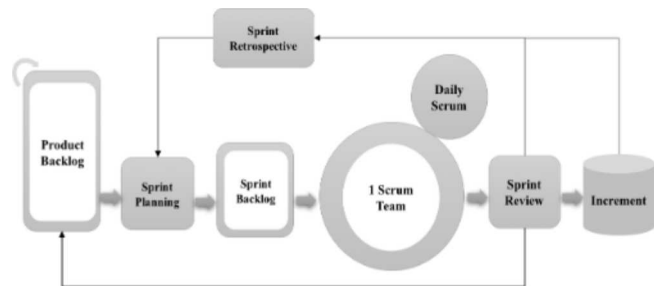 Sprint
Retrospective
Daily
Scrum
Product
Backlog
Sprint
Planning
Sprint
Backlog
1 Scrum
Team
Sprint
Review
Increment